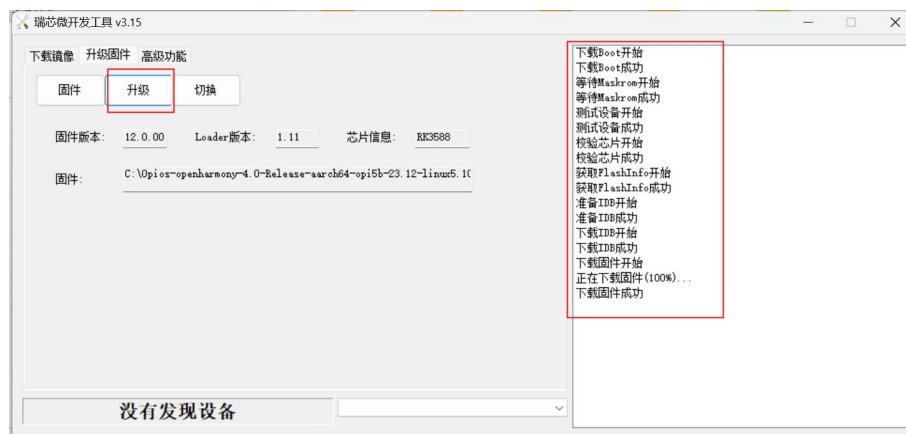 瑞芯微开发工具 v3.15
下载镜像 升级固件 高级功能
固件 升级 切换
固件版本: 12.0.00 Loader版本: 1.11 芯片信息: RK3588
固件: C:\Opios-openharmony-4.0-Release-aarch64-opi5b-23.12-linux5.10
没有发现设备
下载Boot开始
下载Boot成功
等待Maskrom开始
等待Maskrom成功
测试设备开始
测试设备成功
校验芯片开始
校验芯片成功
获取FlashInfo开始
获取FlashInfo成功
准备IDB开始
准备IDB成功
下载IDB开始
下载IDB成功
下载固件开始
正在下载固件(100%)...
下载固件成功